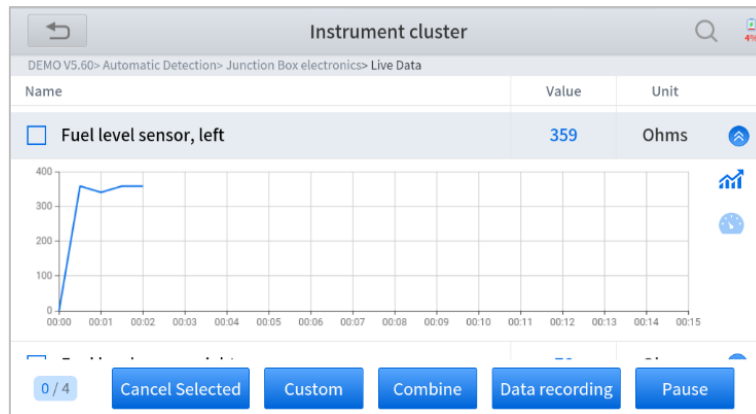 Instrument cluster
4%
DEMO V5.60> Automatic Detection> Junction Box electronics> Live Data
Name Value Unit
Fuel level sensor, left 359 Ohms
400
300
200
100
0
00:00 00:01 00:02 00:03 00:04 00:05 00:06 00:07 00:08 00:09 00:10 00:11 00:12 00:13 00:14 00:15
0 / 4 Cancel Selected Custom Combine Data recording Pause